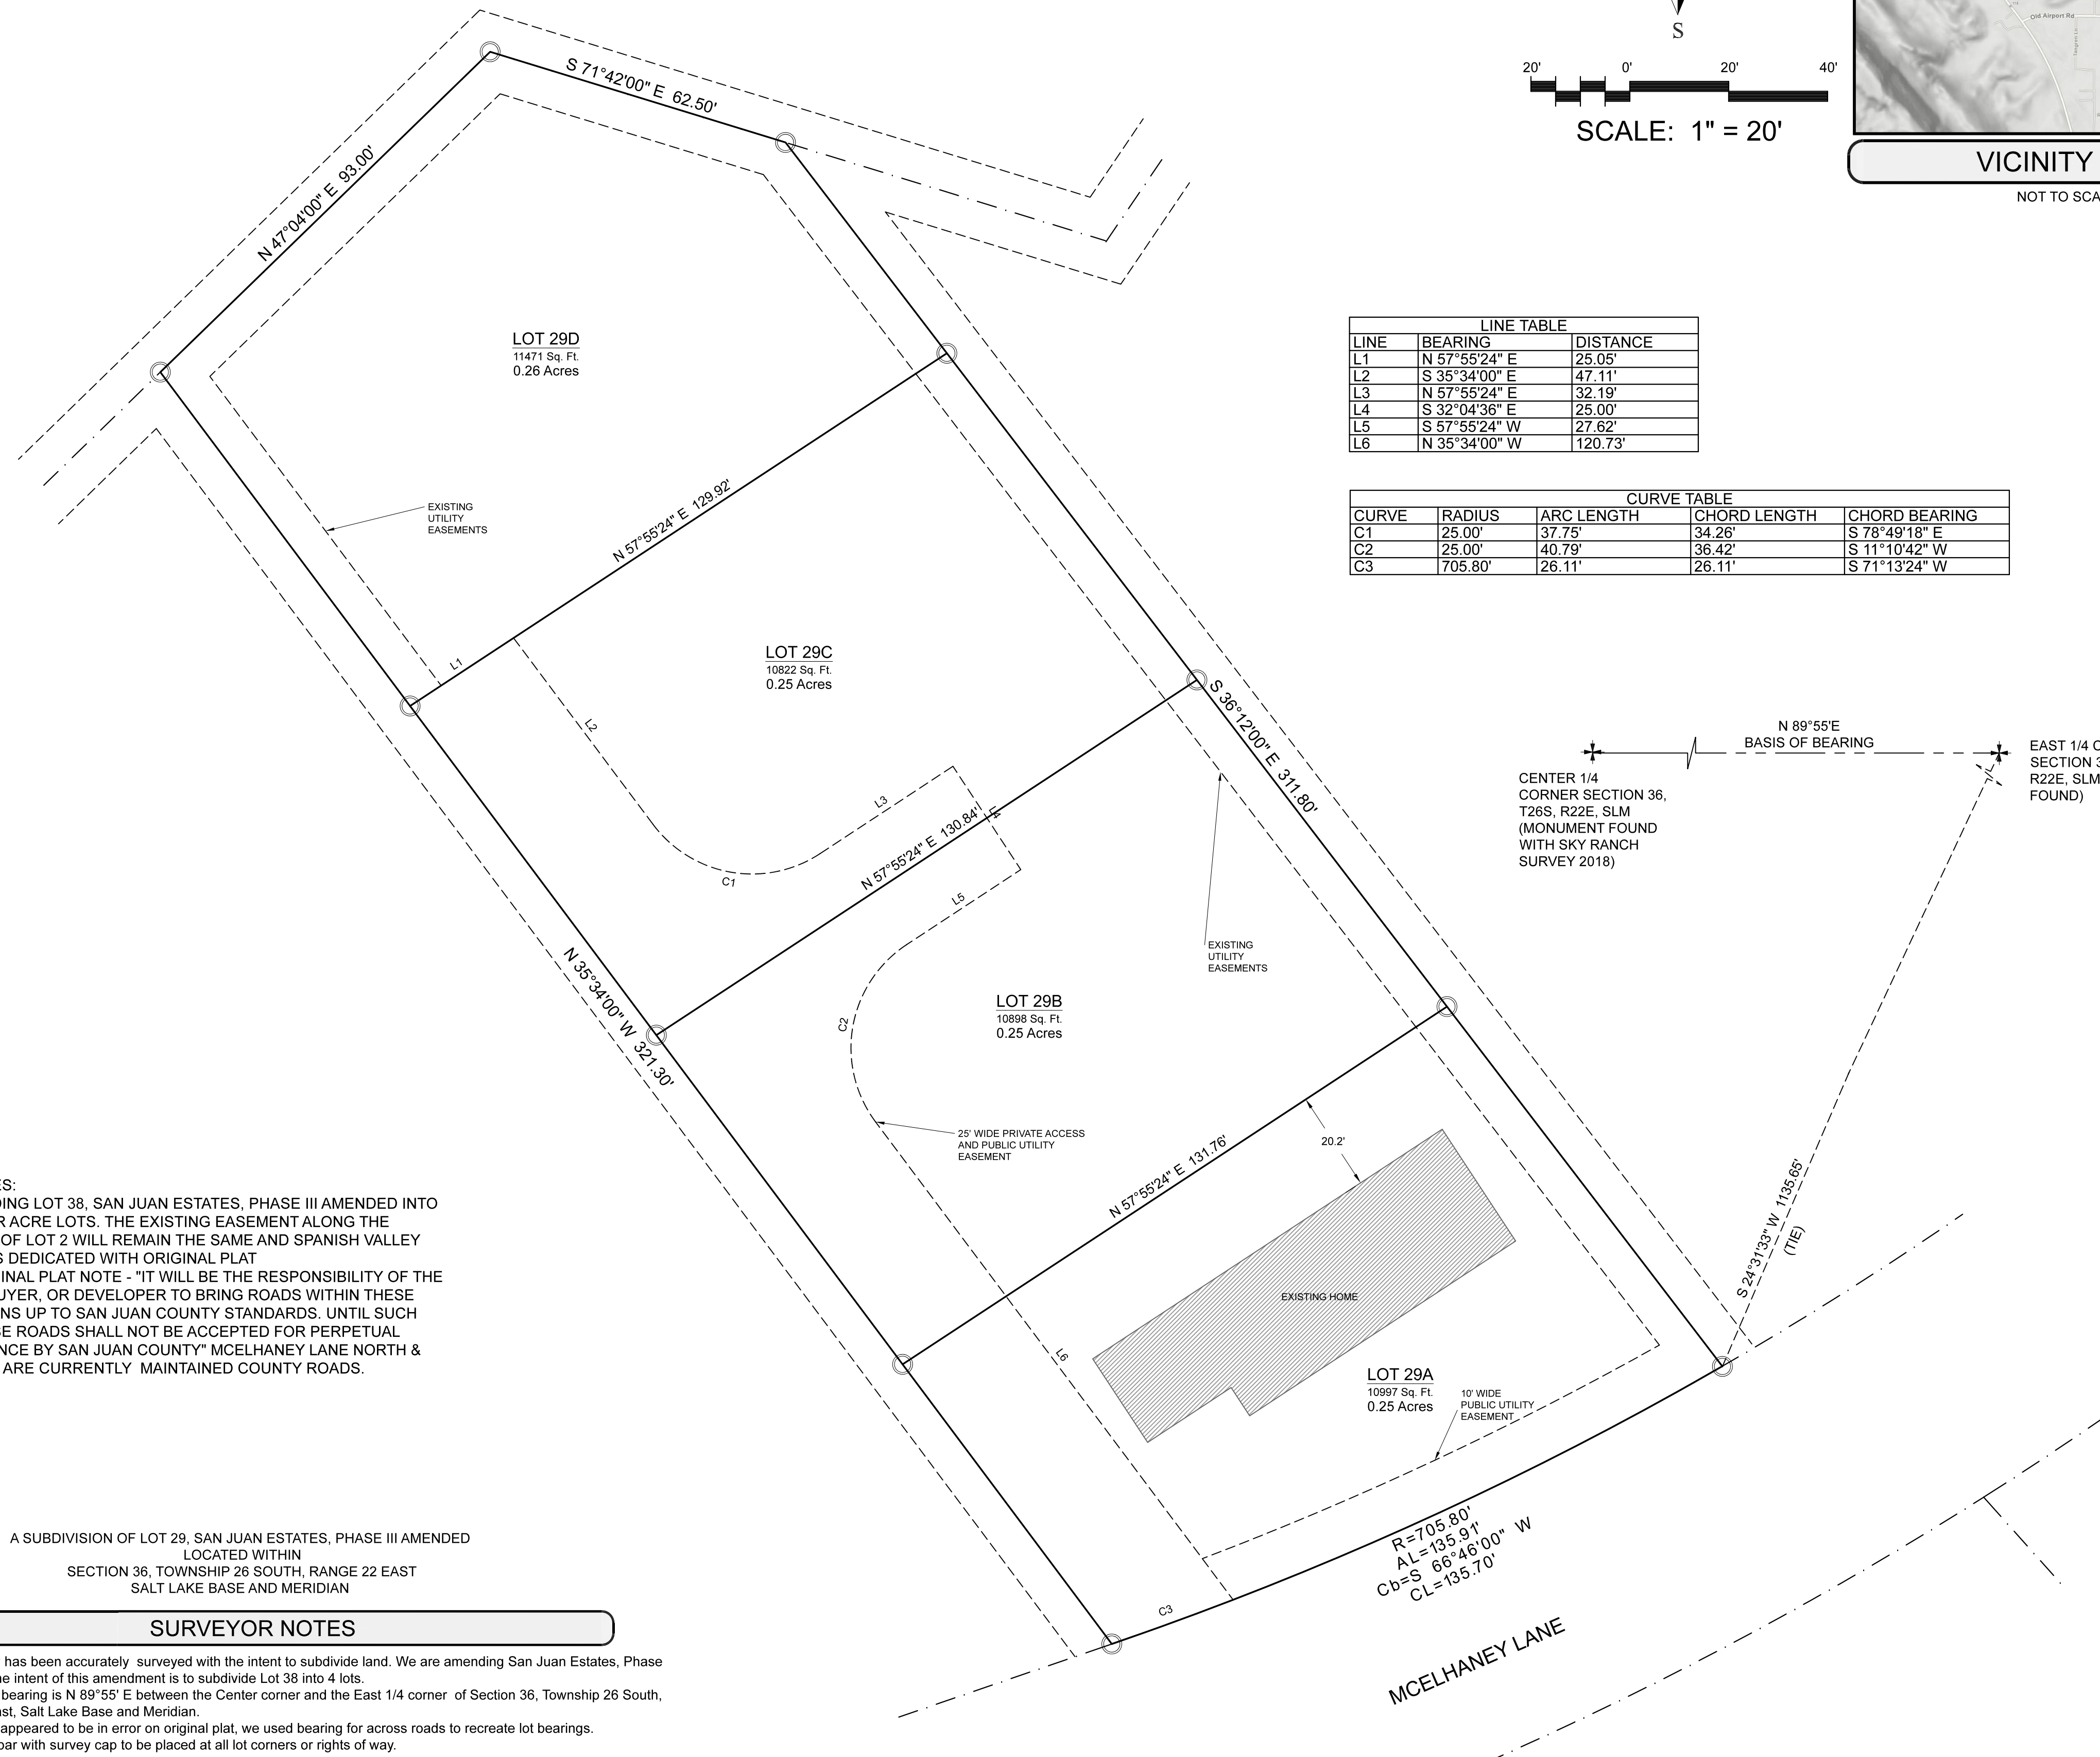 S
20' 0' 20' 40'
SCALE: 1" = 20'
Old Airport Rd
VICINITY
NOT TO SCA
S 71°42'00" E 62.50'
N 47°04'00" E 93.00'
LOT 29D
11471 Sq. Ft.
0.26 Acres
EXISTING
UTILITY
EASEMENTS
N 57°55'24" E 129.92'
L1
LINE TABLE
LINE BEARING DISTANCE
L1 N 57°55'24" E 25.05'
L2 S 35°34'00" E 47.11'
L3 N 57°55'24" E 32.19'
L4 S 32°04'36" E 25.00'
L5 S 57°55'24" W 27.62'
L6 N 35°34'00" W 120.73'
CURVE TABLE
CURVE RADIUS ARC LENGTH CHORD LENGTH CHORD BEARING
C1 25.00' 37.75' 34.26' S 78°49'18" E
C2 25.00' 40.79' 36.42' S 11°10'42" W
C3 705.80' 26.11' 26.11' S 71°13'24" W
LOT 29C
10822 Sq. Ft.
0.25 Acres
L2
C1
L3
L4
N 57°55'24" E 130.84'
S 36°12'00" E 311.80'
N 89°55'E
BASIS OF BEARING
CENTER 1/4
CORNER SECTION 36,
T26S, R22E, SLM
(MONUMENT FOUND
WITH SKY RANCH
SURVEY 2018)
EAST 1/4 C
SECTION 3
R22E, SLM
FOUND)
L5
C2
EXISTING
UTILITY
EASEMENTS
N 35°34'00" W 321.30'
LOT 29B
10898 Sq. Ft.
0.25 Acres
25' WIDE PRIVATE ACCESS
AND PUBLIC UTILITY
EASEMENT
N 57°55'24" E 131.76'
20.2'
EXISTING HOME
L6
LOT 29A
10997 Sq. Ft.
0.25 Acres
10' WIDE
PUBLIC UTILITY
EASEMENT
S 24°31'33" W 1135.65'
(TIE)
R=705.80'
AL=135.91'
Cb=S 66°46'00" W
CL=135.70'
C3
MCELHANEY LANE
ES:
DING LOT 38, SAN JUAN ESTATES, PHASE III AMENDED INTO
R ACRE LOTS. THE EXISTING EASEMENT ALONG THE
OF LOT 2 WILL REMAIN THE SAME AND SPANISH VALLEY
S DEDICATED WITH ORIGINAL PLAT
GINAL PLAT NOTE - "IT WILL BE THE RESPONSIBILITY OF THE
UYER, OR DEVELOPER TO BRING ROADS WITHIN THESE
NS UP TO SAN JUAN COUNTY STANDARDS. UNTIL SUCH
SE ROADS SHALL NOT BE ACCEPTED FOR PERPETUAL
NCE BY SAN JUAN COUNTY" MCELHANEY LANE NORTH &
ARE CURRENTLY MAINTAINED COUNTY ROADS.
A SUBDIVISION OF LOT 29, SAN JUAN ESTATES, PHASE III AMENDED
LOCATED WITHIN
SECTION 36, TOWNSHIP 26 SOUTH, RANGE 22 EAST
SALT LAKE BASE AND MERIDIAN
SURVEYOR NOTES
has been accurately surveyed with the intent to subdivide land. We are amending San Juan Estates, Phase
he intent of this amendment is to subdivide Lot 38 into 4 lots.
bearing is N 89°55' E between the Center corner and the East 1/4 corner of Section 36, Township 26 South,
ast, Salt Lake Base and Meridian.
appeared to be in error on original plat, we used bearing for across roads to recreate lot bearings.
bar with survey cap to be placed at all lot corners or rights of way.